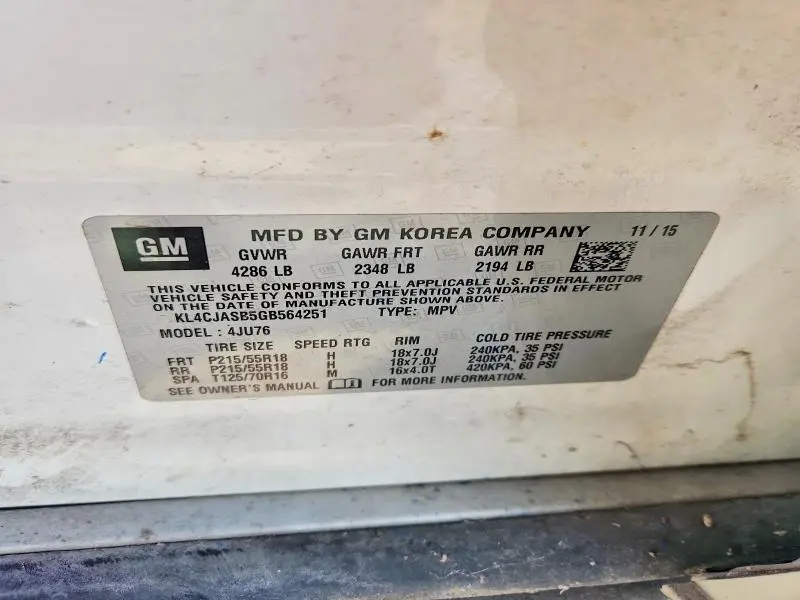 GM
MFD BY GM KOREA COMPANY 11 / 15
GVWR GAWR FRT GAWR RR
4286 LB 2348 LB 2194 LB
THIS VEHICLE CONFORMS TO ALL APPLICABLE U.S. FEDERAL MOTOR
VEHICLE SAFETY AND THEFT PREVENTION STANDARDS IN EFFECT
ON THE DATE OF MANUFACTURE SHOWN ABOVE.
KL4CJASB5GB564251 TYPE: MPV
MODEL : 4JU76
TIRE SIZE SPEED RTG RIM COLD TIRE PRESSURE
FRT P215/55R18 H 18x7.0J 240KPA, 35 PSI
RR P215/55R18 H 18x7.0J 240KPA, 35 PSI
SPA T125/70R16 M 16x4.0T 420KPA, 60 PSI
SEE OWNER'S MANUAL FOR MORE INFORMATION.